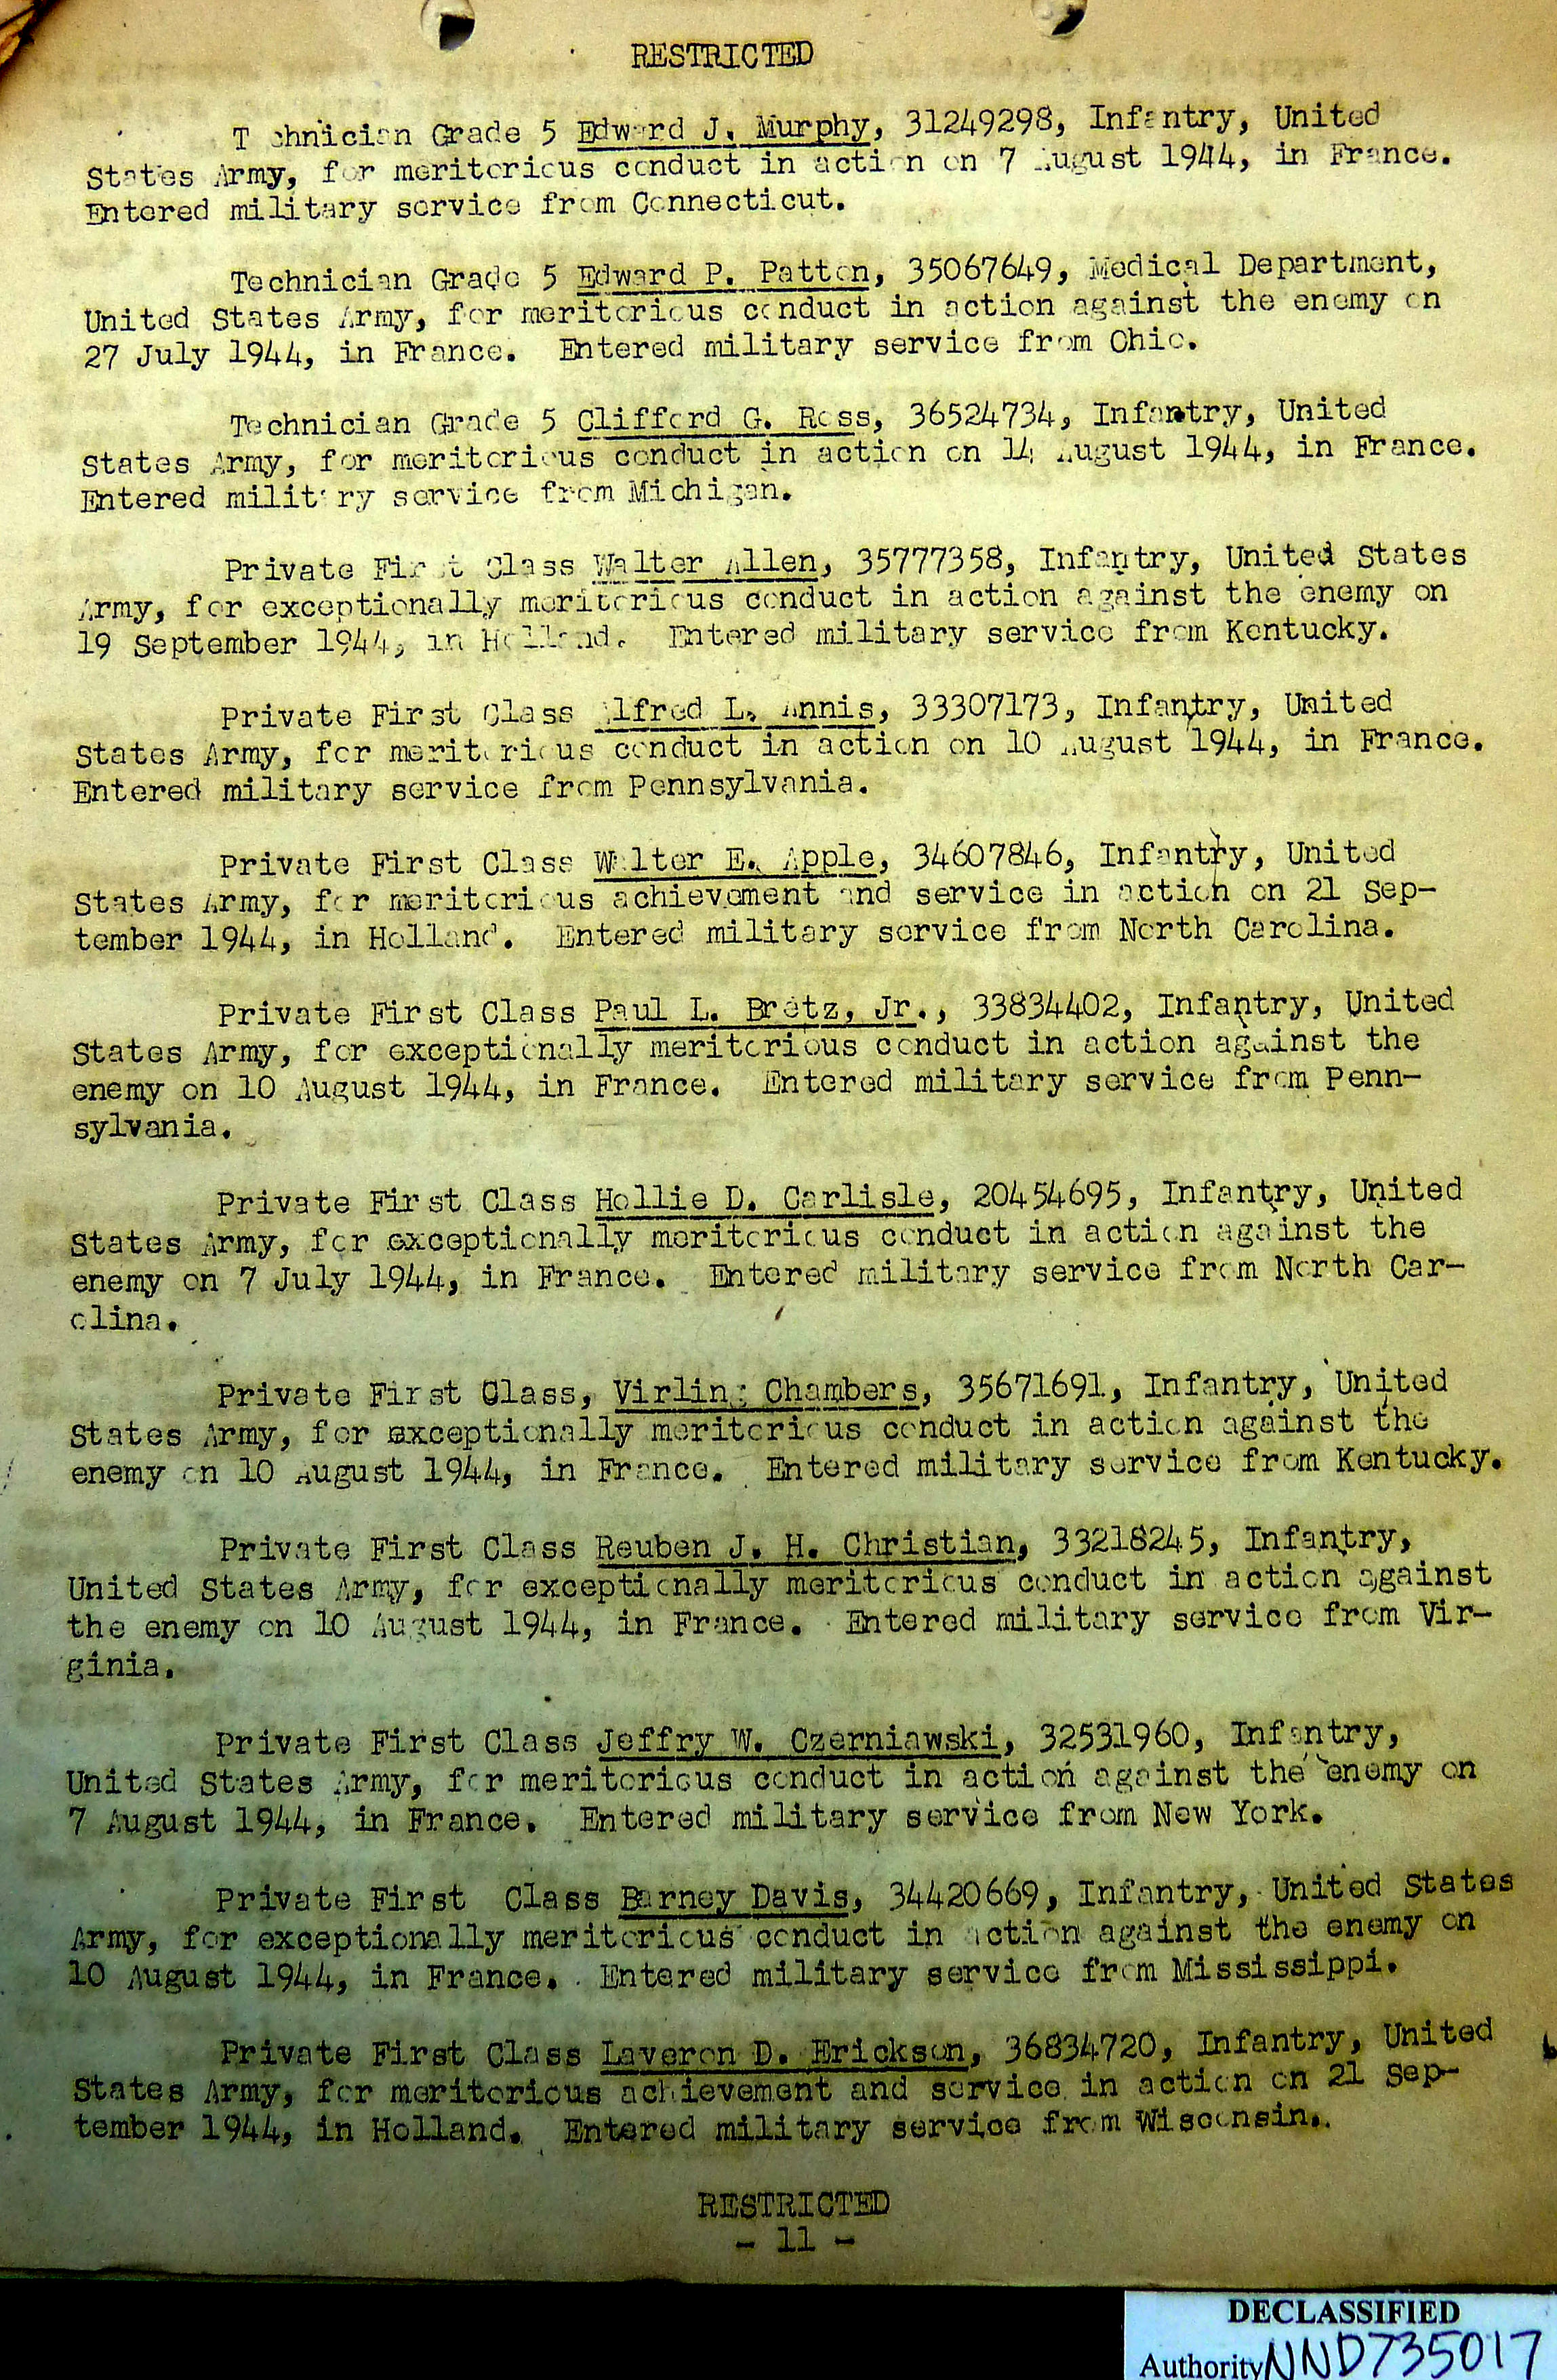 RESTRICTED
Technician Grade 5 Edward J. Murphy, 31249298, Infantry, United
States Army, for meritorious conduct in action on 7 August 1944, in France.
Entered military service from Connecticut.
Technician Grade 5 Edward P. Patton, 35067649, Medical Department,
United States Army, for meritorious conduct in action against the enemy on
27 July 1944, in France. Entered military service from Ohio.
Technician Grade 5 Clifford G. Ross, 36524734, Infantry, United
States Army, for meritorious conduct in action on 14 August 1944, in France.
Entered military service from Michigan.
Private First Class Walter Allen, 35777358, Infantry, United States
Army, for exceptionally meritorious conduct in action against the enemy on
19 September 1944, in Holland. Entered military service from Kentucky.
Private First Class Alfred L. Annis, 33307173, Infantry, United
States Army, for meritorious conduct in action on 10 August 1944, in France.
Entered military service from Pennsylvania.
Private First Class Walter E. Apple, 34607846, Infantry, United
States Army, for meritorious achievement and service in action on 21 Sep-
tember 1944, in Holland. Entered military service from North Carolina.
Private First Class Paul L. Bretz, Jr., 33834402, Infantry, United
States Army, for exceptionally meritorious conduct in action against the
enemy on 10 August 1944, in France. Entered military service from Penn-
sylvania.
Private First Class Hollie D. Carlisle, 20454695, Infantry, United
States Army, for exceptionally meritorious conduct in action against the
enemy on 7 July 1944, in France. Entered military service from North Car-
olina.
Private First Class, Virling Chambers, 35671691, Infantry, United
States Army, for exceptionally meritorious conduct in action against the
enemy on 10 August 1944, in France. Entered military service from Kentucky.
Private First Class Reuben J. H. Christian, 33218245, Infantry,
United States Army, for exceptionally meritorious conduct in action against
the enemy on 10 August 1944, in France. Entered military service from Vir-
ginia.
Private First Class Jeffry W. Czerniawski, 32531960, Infantry,
United States Army, for meritorious conduct in action against the enemy on
7 August 1944, in France. Entered military service from New York.
Private First Class Barney Davis, 34420669, Infantry, United States
Army, for exceptionally meritorious conduct in action against the enemy on
10 August 1944, in France. Entered military service from Mississippi.
Private First Class Laveron D. Erickson, 36834720, Infantry, United
States Army, for meritorious achievement and service in action on 21 Sep-
tember 1944, in Holland. Entered military service from Wisconsin.
RESTRICTED
- 11 -
DECLASSIFIED
Authority NND735017